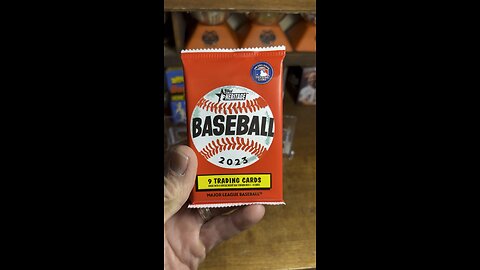 Topps
HERITAGE
BASEBALL
2023
9 TRADING CARDS
MAJOR LEAGUE BASEBALL